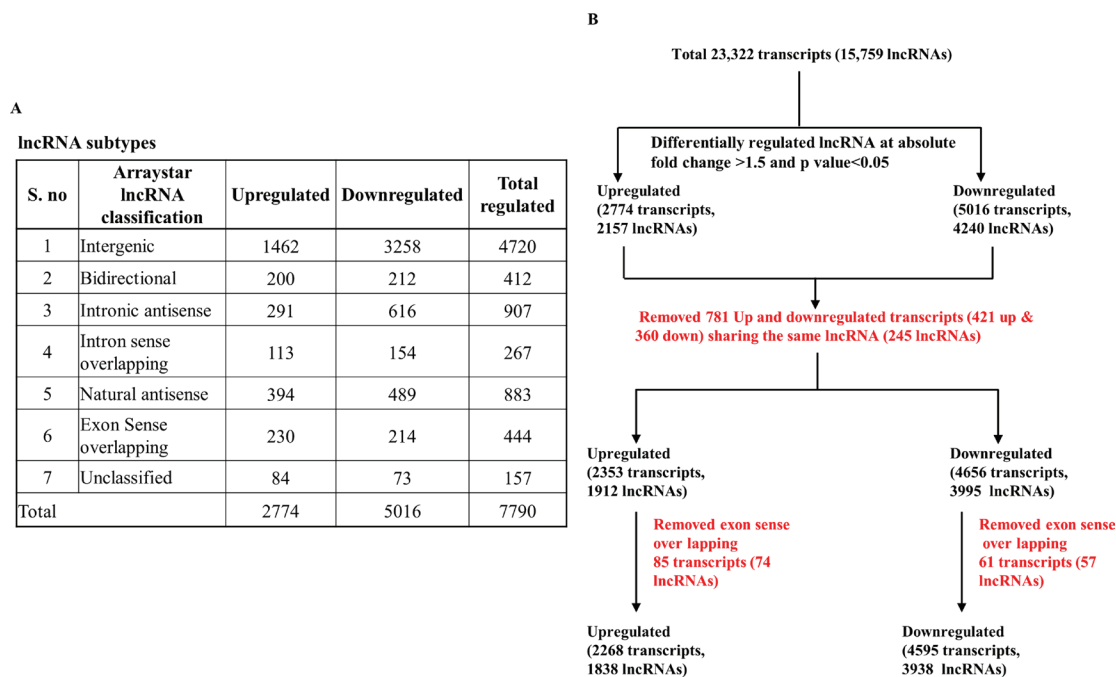 A
lncRNA subtypes
S. no Arraystar lncRNA classification Upregulated Downregulated Total regulated
1 Intergenic 1462 3258 4720
2 Bidirectional 200 212 412
3 Intronic antisense 291 616 907
4 Intron sense overlapping 113 154 267
5 Natural antisense 394 489 883
6 Exon Sense overlapping 230 214 444
7 Unclassified 84 73 157
Total 2774 5016 7790
B
Total 23,322 transcripts (15,759 lncRNAs)
Differentially regulated lncRNA at absolute
fold change >1.5 and p value<0.05
Upregulated
(2774 transcripts,
2157 lncRNAs)
Downregulated
(5016 transcripts,
4240 lncRNAs)
Removed 781 Up and downregulated transcripts (421 up &
360 down) sharing the same lncRNA (245 lncRNAs)
Upregulated
(2353 transcripts,
1912 lncRNAs)
Downregulated
(4656 transcripts,
3995 lncRNAs)
Removed exon sense
over lapping
85 transcripts (74
lncRNAs)
Removed exon sense
over lapping
61 transcripts (57
lncRNAs)
Upregulated
(2268 transcripts,
1838 lncRNAs)
Downregulated
(4595 transcripts,
3938 lncRNAs)